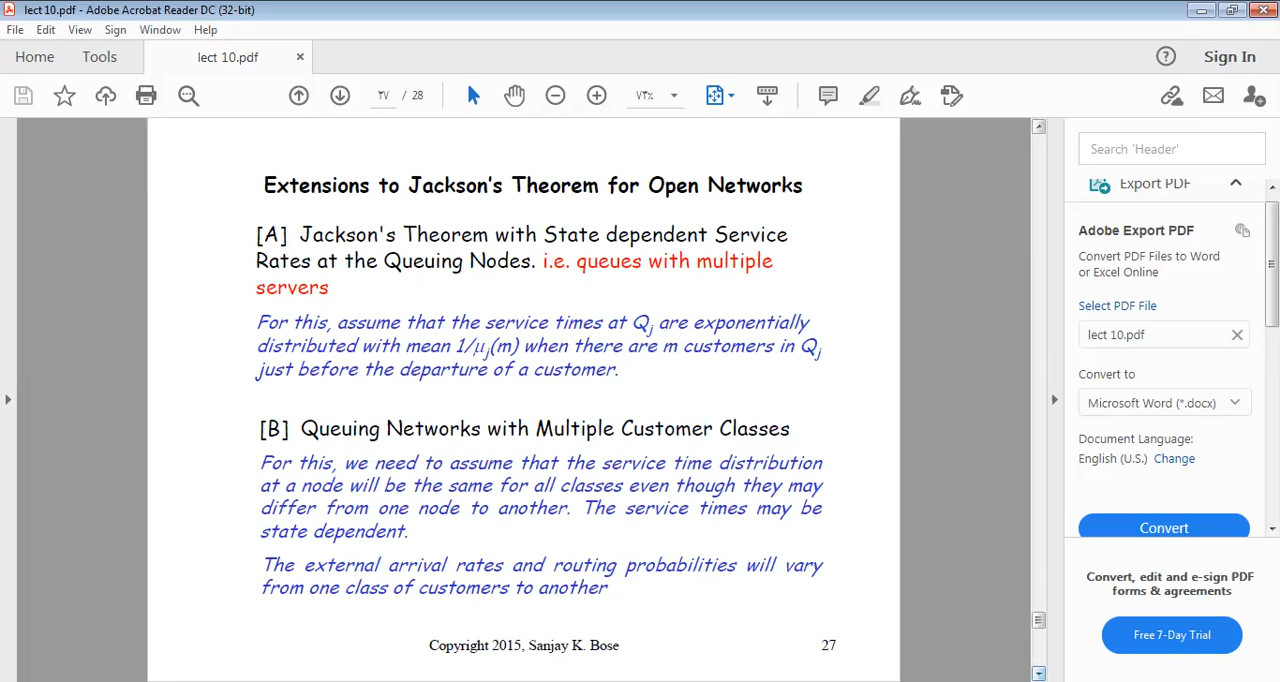 lect 10.pdf - Adobe Acrobat Reader DC (32-bit)
File Edit View Sign Window Help
Home Tools lect 10.pdf × Sign In
٢٧ / 28 ٧٣%
Extensions to Jackson's Theorem for Open Networks
[A] Jackson's Theorem with State dependent Service
Rates at the Queuing Nodes. i.e. queues with multiple
servers
For this, assume that the service times at Qj are exponentially
distributed with mean 1/μj(m) when there are m customers in Qj
just before the departure of a customer.
[B] Queuing Networks with Multiple Customer Classes
For this, we need to assume that the service time distribution
at a node will be the same for all classes even though they may
differ from one node to another. The service times may be
state dependent.
The external arrival rates and routing probabilities will vary
from one class of customers to another
Copyright 2015, Sanjay K. Bose 27
Search 'Header'
Export PDF
Adobe Export PDF
Convert PDF Files to Word
or Excel Online
Select PDF File
lect 10.pdf
Convert to
Microsoft Word (*.docx)
Document Language:
English (U.S.) Change
Convert
Convert, edit and e-sign PDF
forms & agreements
Free 7-Day Trial